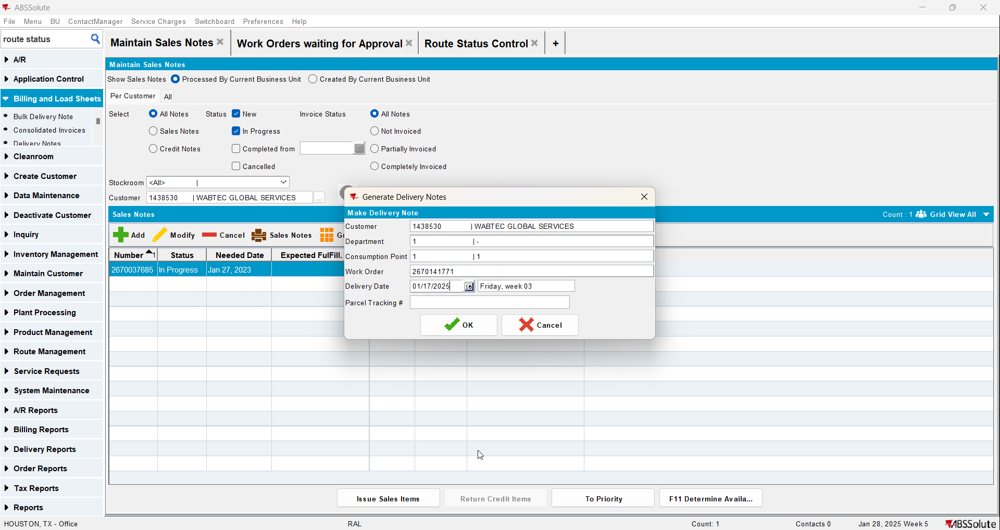 ABSSolute
File Menu BU ContactManager Service Charges Switchboard Preferences Help
route status
Maintain Sales Notes
Work Orders waiting for Approval
Route Status Control
+
A/R
Application Control
Billing and Load Sheets
Bulk Delivery Note
Consolidated Invoices
Delivery Notes
Cleanroom
Create Customer
Data Maintenance
Deactivate Customer
Inquiry
Inventory Management
Maintain Customer
Order Management
Plant Processing
Product Management
Route Management
Service Requests
System Maintenance
A/R Reports
Billing Reports
Delivery Reports
Order Reports
Tax Reports
Reports
Maintain Sales Notes
Show Sales Notes Processed By Current Business Unit Created By Current Business Unit
Per Customer All
Select All Notes Status New Invoice Status All Notes
Sales Notes In Progress Not Invoiced
Credit Notes Completed from 16 Partially Invoiced
Cancelled Completely Invoiced
Stockroom <All> |
Customer 1438530 | WABTEC GLOBAL SERVICES ...
Sales Notes Count : 1 Grid View All
Add Modify Cancel Sales Notes
Number 1 Status Needed Date Expected FulFill.
2670037685 In Progress Jan 27, 2023
Generate Delivery Notes
Make Delivery Note
Customer 1438530 | WABTEC GLOBAL SERVICES
Department 1 | -
Consumption Point 1 | 1
Work Order 2670141771
Delivery Date 01/17/2025 16 Friday, week 03
Parcel Tracking #
OK Cancel
Issue Sales Items Return Credit Items To Priority F11 Determine Availa...
HOUSTON, TX - Office RAL Count: 1 Contacts 0 Jan 28, 2025 Week 5 ABSSolute